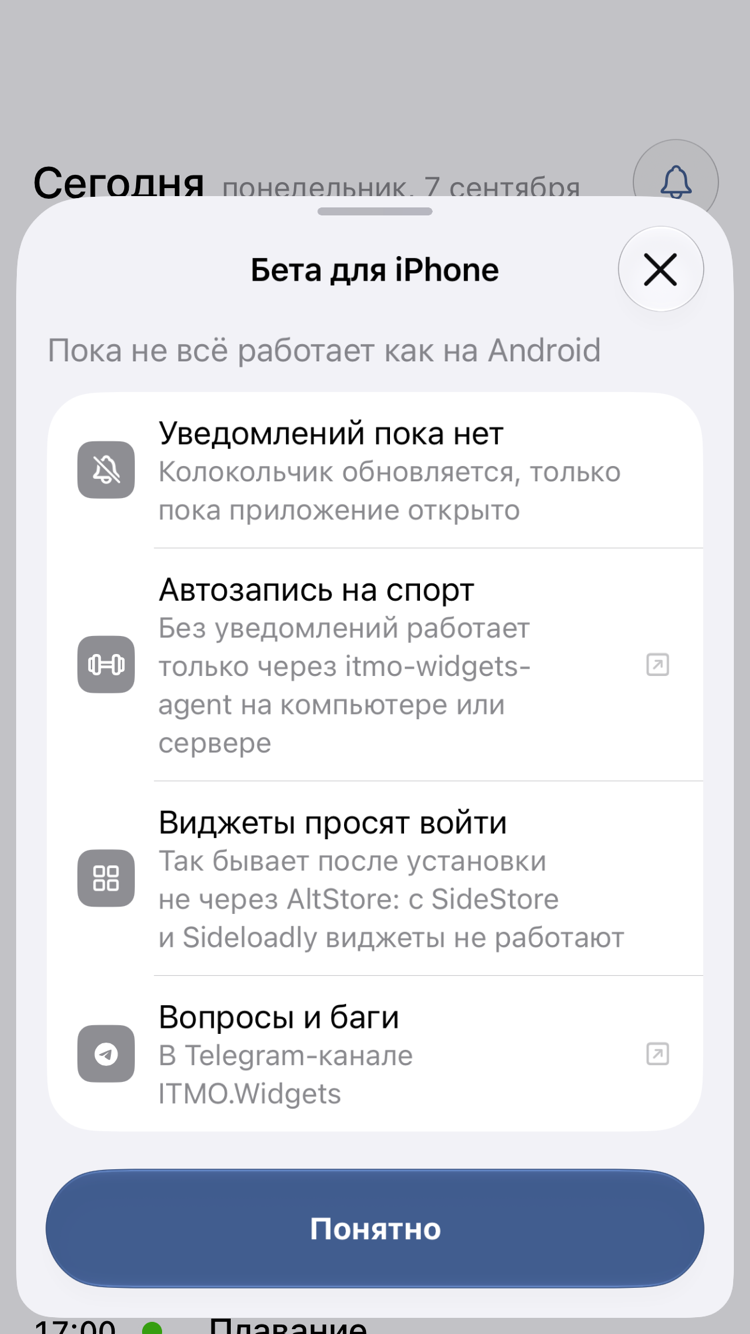 Сегодня понедельник, 7 сентября
Бета для iPhone
Пока не всё работает как на Android
Уведомлений пока нет
Колокольчик обновляется, только
пока приложение открыто
Автозапись на спорт
Без уведомлений работает
только через itmo-widgets-
agent на компьютере или
сервере
Виджеты просят войти
Так бывает после установки
не через AltStore: с SideStore
и Sideloadly виджеты не работают
Вопросы и баги
В Telegram-канале
ITMO.Widgets
Понятно
17:00 Плавание